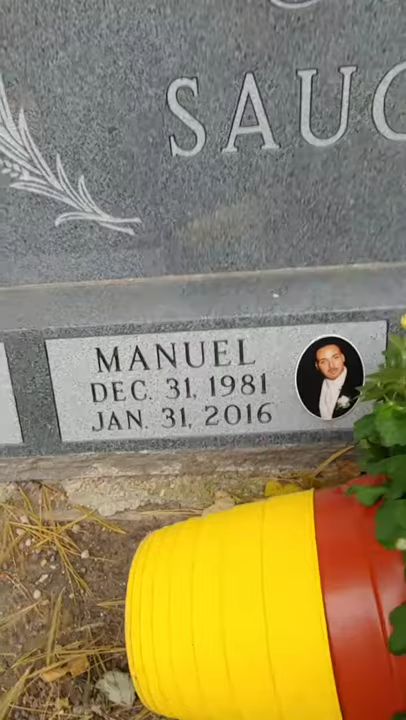 MANUEL
DEC. 31, 1981
JAN. 31, 2016